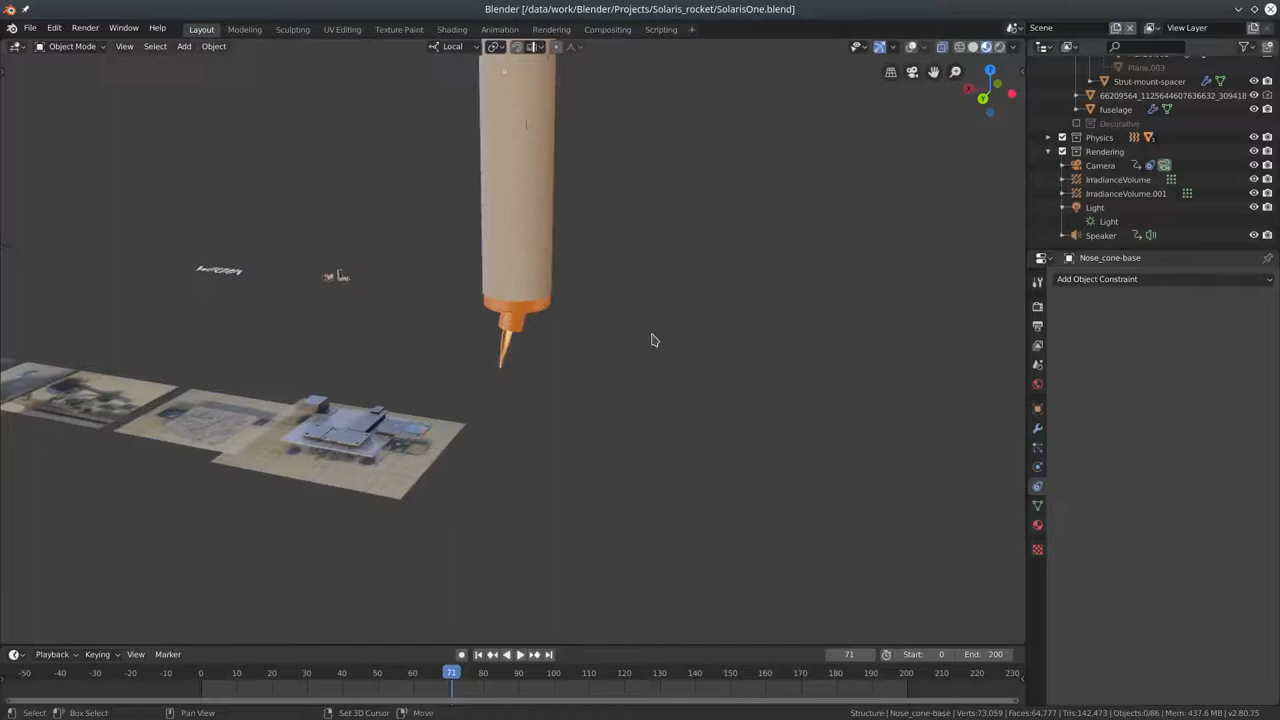 Blender [/data/work/Blender/Projects/Solaris_rocket/SolarisOne.blend]
File Edit Render Window Help Layout Modeling Sculpting UV Editing Texture Paint Shading Animation Rendering Compositing Scripting + Scene View Layer
Object Mode View Select Add Object Local
Plane.003
Strut-mount-spacer
66209564_1125644607636632_309418
fuselage
Decorative
Physics
Rendering
Camera
IrradianceVolume
IrradianceVolume.001
Light
Light
Speaker
Nose_cone-base
Add Object Constraint
Playback Keying View Marker 71 Start: 0 End: 200
-50 -40 -30 -20 -10 0 10 20 30 40 50 60 71 80 90 100 110 120 130 140 150 160 170 180 190 200 210 220 230
Select Box Select Pan View Set 3D Cursor Move Structure | Nose_cone-base | Verts:73,059 | Faces:64,777 | Tris:142,473 | Objects:0/86 | Mem: 437.6 MB | v2.80.75